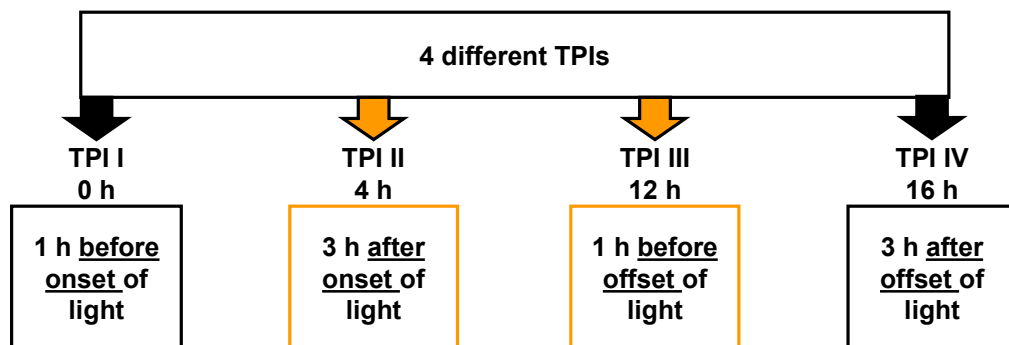 4 different TPIs
TPI I
0 h
1 h before
onset of
light
TPI II
4 h
3 h after
onset of
light
TPI III
12 h
1 h before
offset of
light
TPI IV
16 h
3 h after
offset of
light